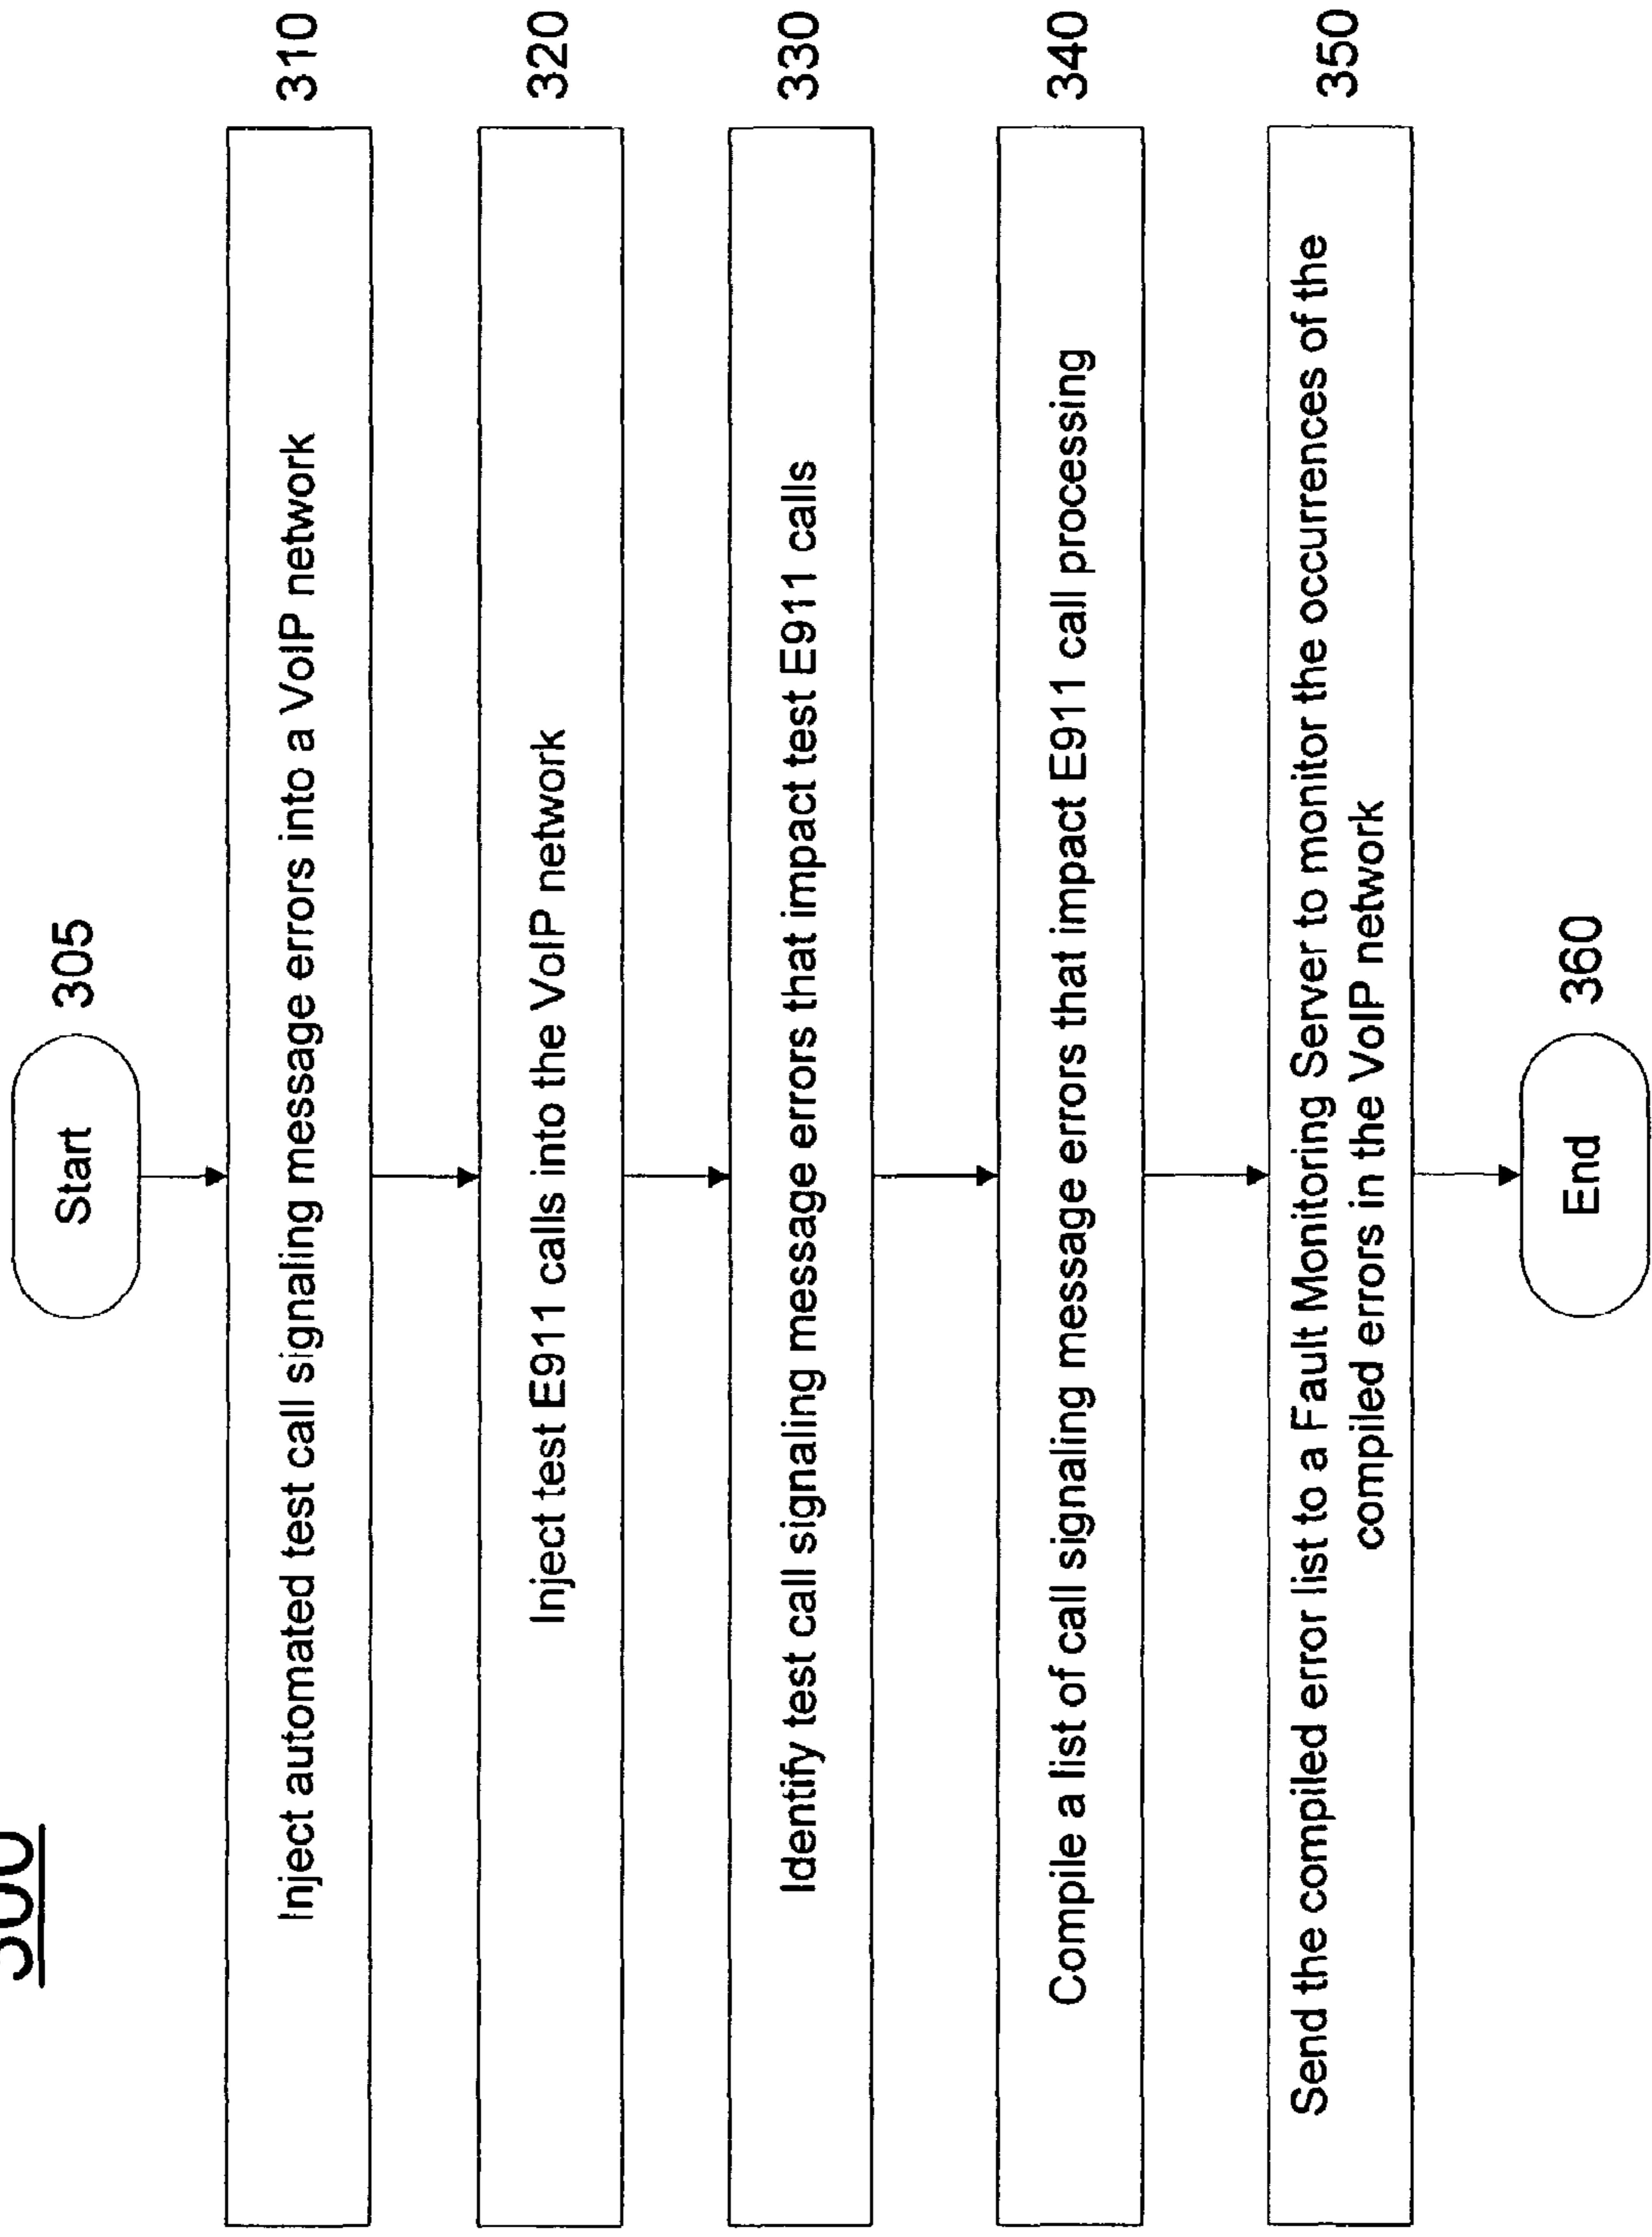 Start 305
Inject automated test call signaling message errors into a VoIP network 310
Inject test E911 calls into the VoIP network 320
Identify test call signaling message errors that impact test E911 calls 330
Compile a list of call signaling message errors that impact E911 call processing 340
Send the compiled error list to a Fault Monitoring Server to monitor the occurrences of the
compiled errors in the VoIP network 350
End 360